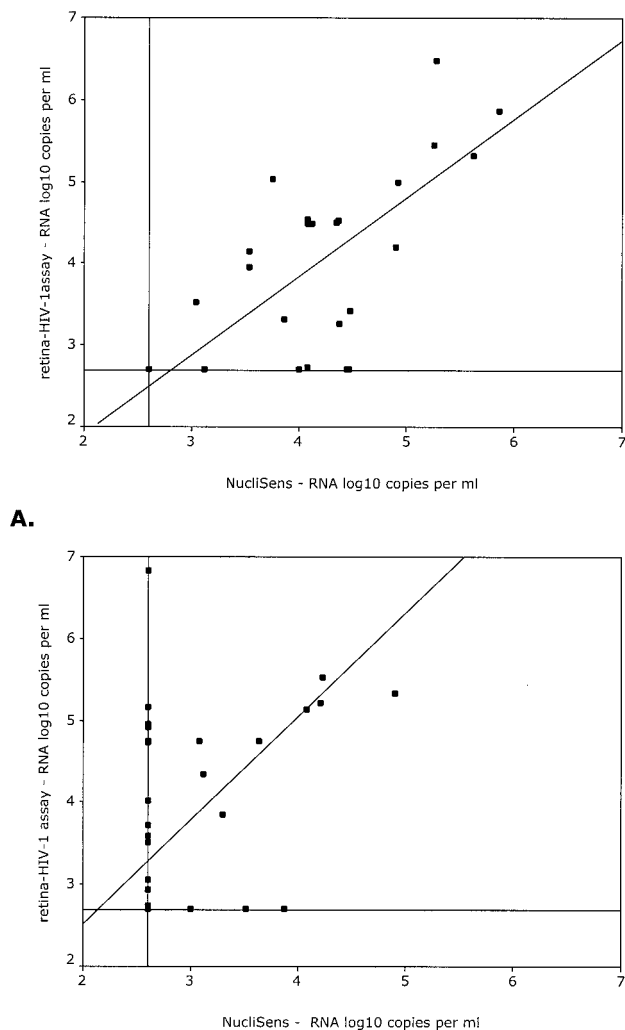 retina-HIV-1assay - RNA log10 copies per ml
7
6
5
4
3
2
2 3 4 5 6 7
NucliSens - RNA log10 copies per ml
A.
retina-HIV-1 assay - RNA log10 copies per ml
7
6
5
4
3
2
2 3 4 5 6 7
NucliSens - RNA log10 copies per ml